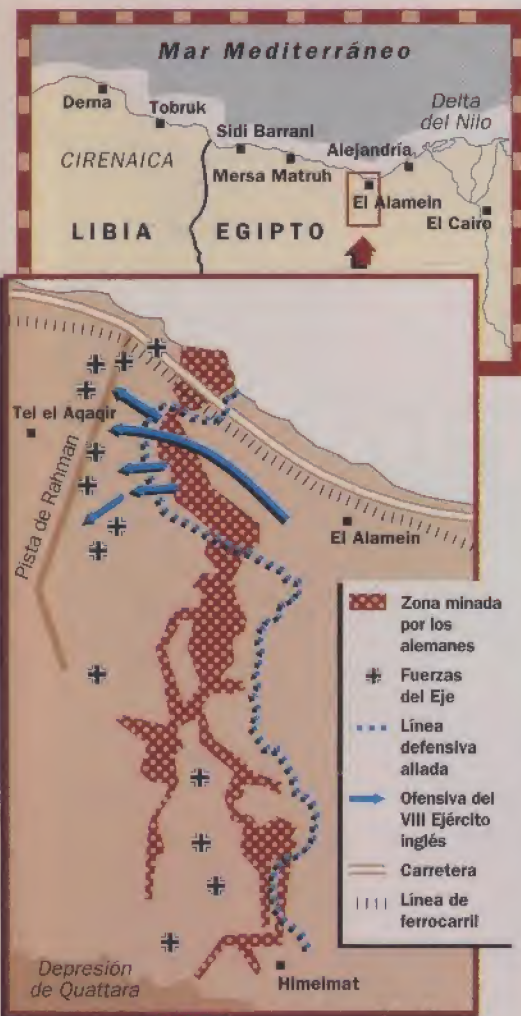 Mar Mediterráneo
Derna
Tobruk
Delta
del Nilo
Sidi Barrani
Alejandría
CIRENAICA
Mersa Matruh
El Alamein
El Cairo
LIBIA
EGIPTO
Tel el Aqaqir
Pista de Rahman
El Alamein
Zona minada
por los
alemanes
Fuerzas
del Eje
Línea
defensiva
aliada
Ofensiva del
VIII Ejército
inglés
Carretera
Línea de
ferrocarril
Depresión
de Quattara
Himeimat